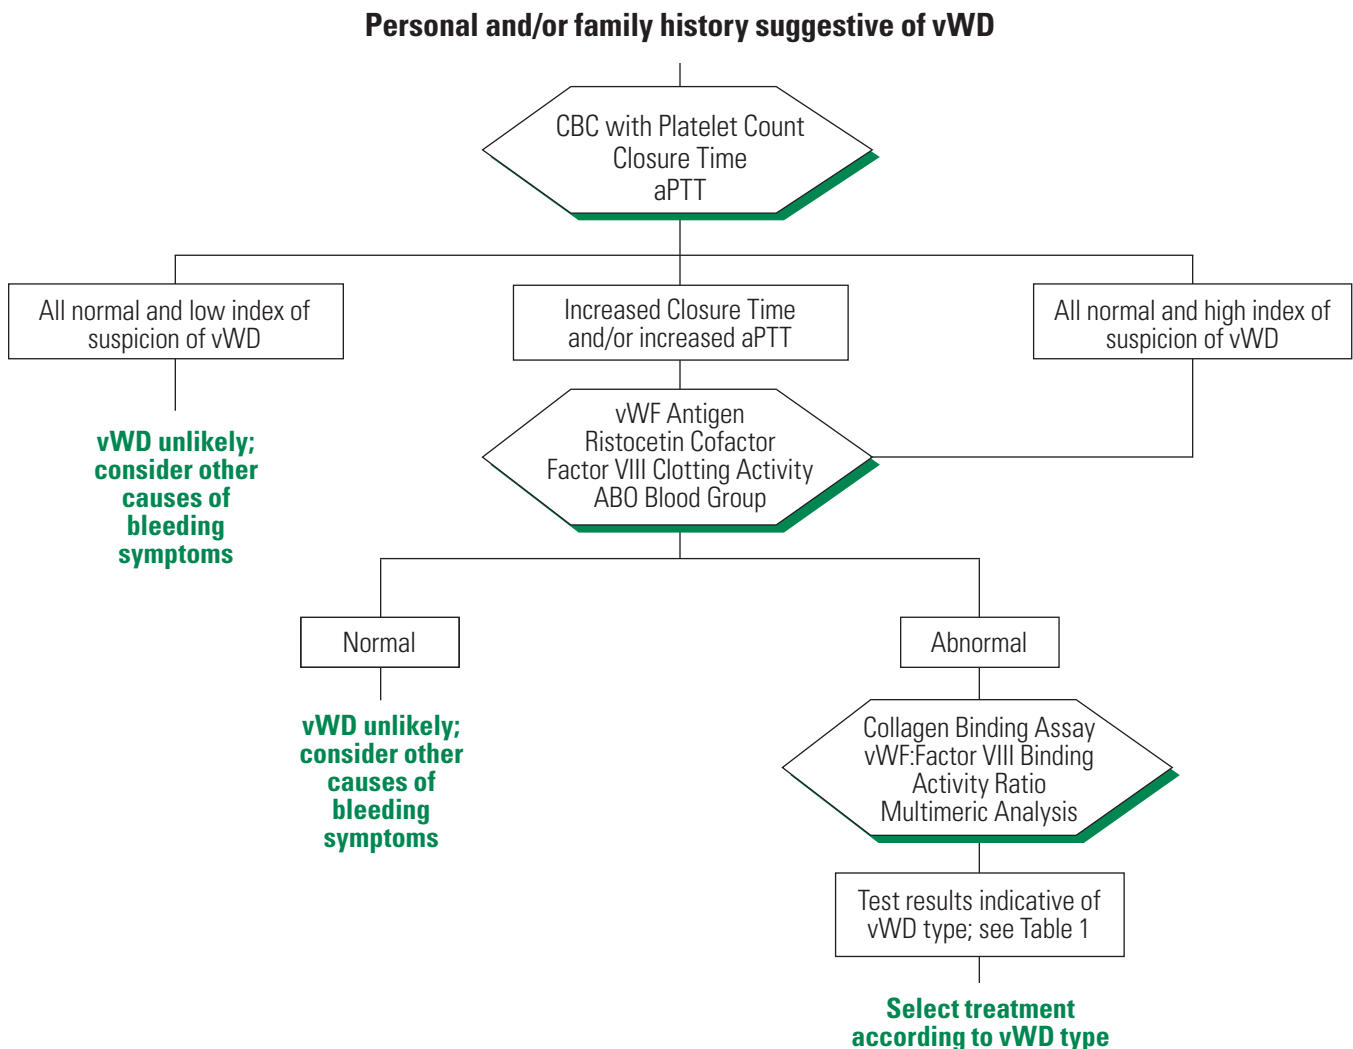 Personal and/or family history suggestive of vWD
CBC with Platelet Count
Closure Time
aPTT
All normal and low index of
suspicion of vWD
Increased Closure Time
and/or increased aPTT
All normal and high index of
suspicion of vWD
vWD unlikely;
consider other
causes of
bleeding
symptoms
vWF Antigen
Ristocetin Cofactor
Factor VIII Clotting Activity
ABO Blood Group
Normal
Abnormal
vWD unlikely;
consider other
causes of
bleeding
symptoms
Collagen Binding Assay
vWF:Factor VIII Binding
Activity Ratio
Multimeric Analysis
Test results indicative of
vWD type; see Table 1
Select treatment
according to vWD type